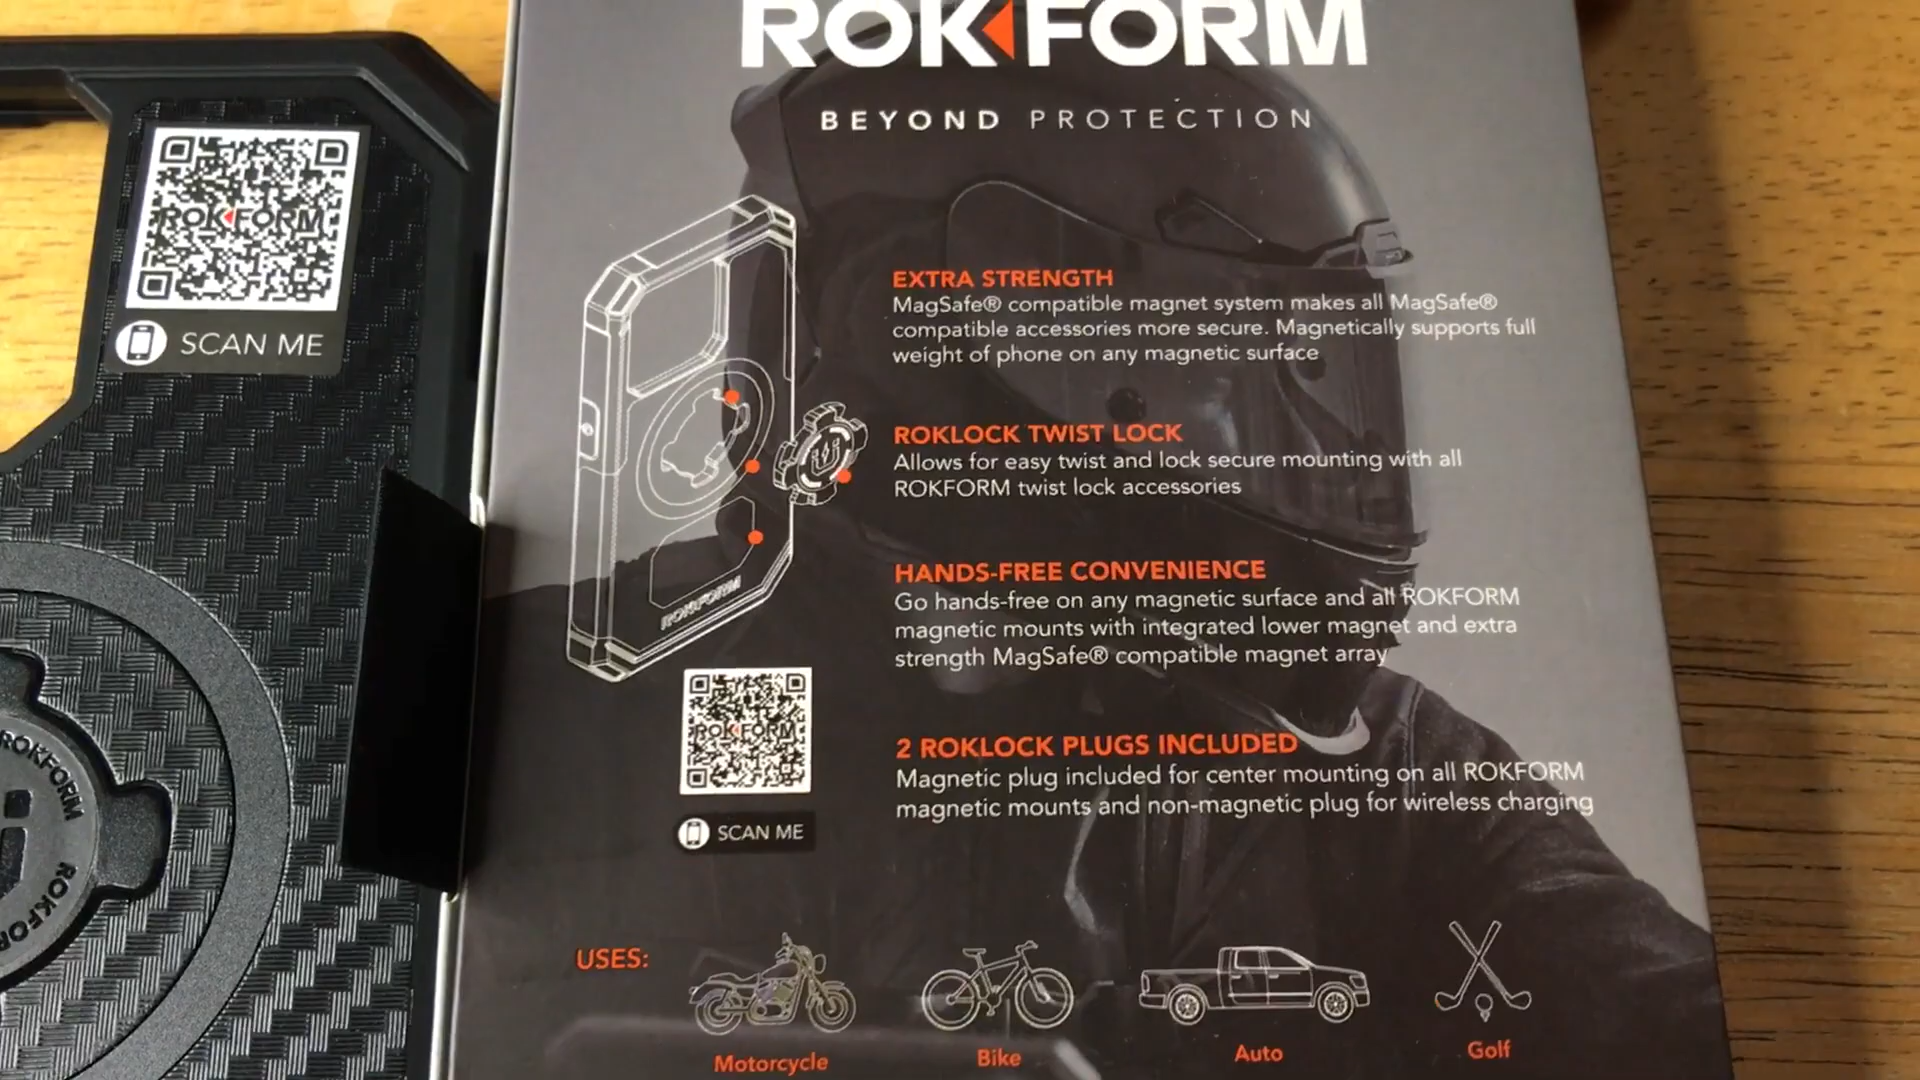 ROKFORM
SCAN ME
ROKFORM
ROKFORM
ROKFORM
BEYOND PROTECTION
EXTRA STRENGTH
MagSafe® compatible magnet system makes all MagSafe®
compatible accessories more secure. Magnetically supports full
weight of phone on any magnetic surface
ROKLOCK TWIST LOCK
Allows for easy twist and lock secure mounting with all
ROKFORM twist lock accessories
HANDS-FREE CONVENIENCE
Go hands-free on any magnetic surface and all ROKFORM
magnetic mounts with integrated lower magnet and extra
strength MagSafe® compatible magnet array
2 ROKLOCK PLUGS INCLUDED
Magnetic plug included for center mounting on all ROKFORM
magnetic mounts and non-magnetic plug for wireless charging
ROKFORM
ROKFORM
SCAN ME
USES:
Motorcycle
Bike
Auto
Golf